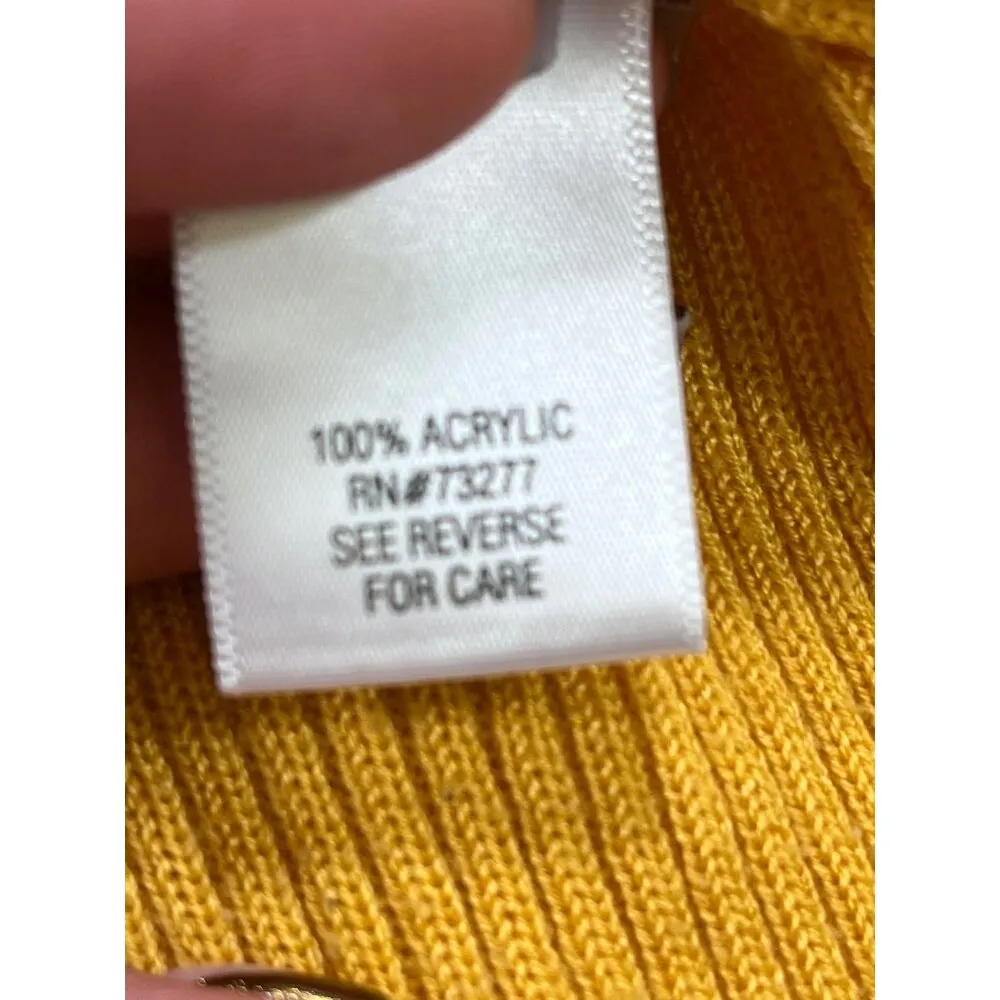 100% ACRYLIC
RN#73277
SEE REVERSE
FOR CARE